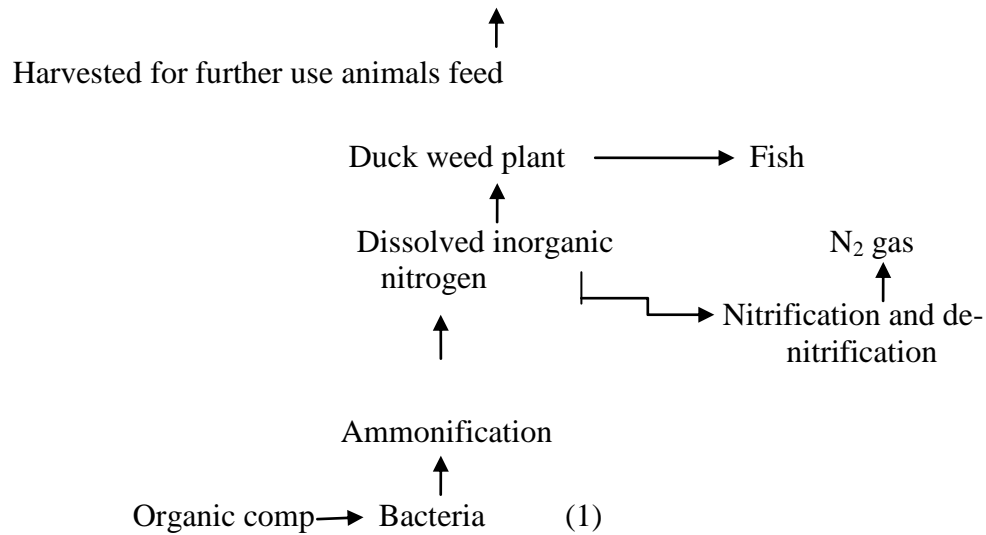 Harvested for further use animals feed
Duck weed plant Fish
Dissolved inorganic N₂ gas
nitrogen
Nitrification and de-
nitrification
Ammonification
Organic comp Bacteria (1)